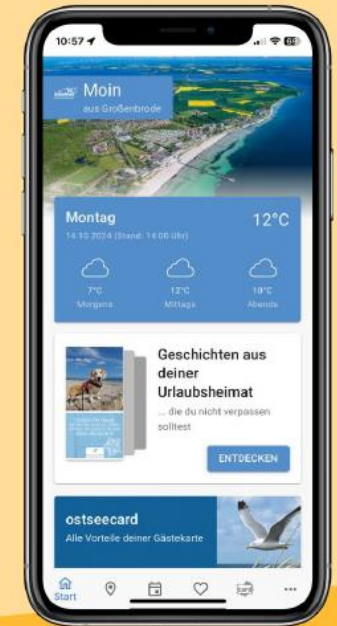 10:57
Moin
aus Großenbrode
Montag
12°C
14.10.2024 (Stand: 14:00 Uhr)
7°C
12°C
10°C
Morgens
Mittags
Abends
Geschichten aus
deiner
Urlaubsheimat
... die du nicht verpassen
solltest
ENTDECKEN
ostseecard
Alle Vorteile deiner Gästekarte
Start
card